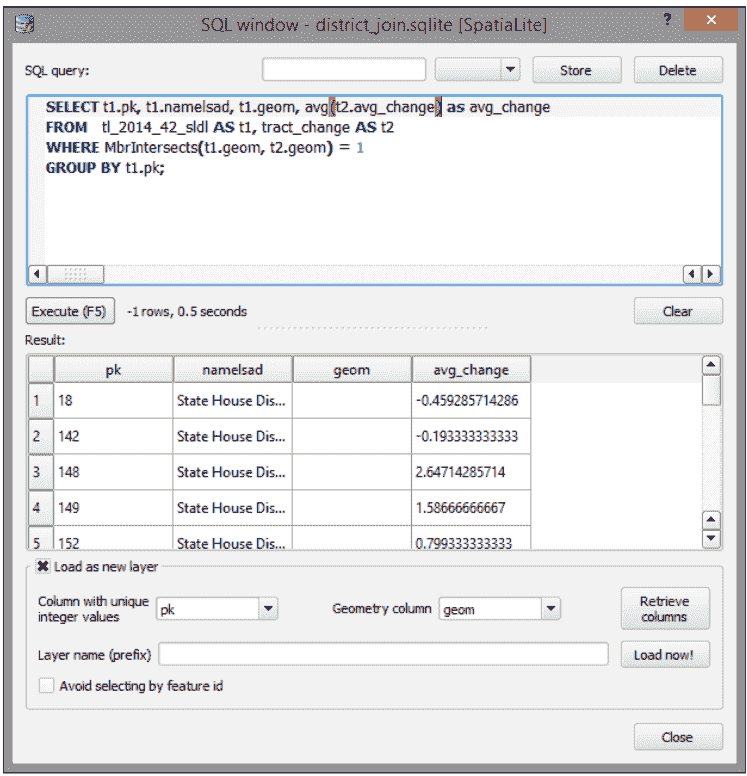 SQL window - district_join.sqlite [SpatiaLite] ? ×
SQL query: Store Delete
SELECT t1.pk, t1.namelsad, t1.geom, avg(t2.avg_change) as avg_change
FROM tl_2014_42_sldl AS t1, tract_change AS t2
WHERE MbrIntersects(t1.geom, t2.geom) = 1
GROUP BY t1.pk;
Execute (F5) -1 rows, 0.5 seconds Clear
Result:
pk namelsad geom avg_change
1 18 State House Dis... -0.459285714286
2 142 State House Dis... -0.193333333333
3 148 State House Dis... 2.64714285714
4 149 State House Dis... 1.58666666667
5 152 State House Dis... 0.799333333333
Load as new layer
Column with unique
integer values pk Geometry column geom Retrieve
columns
Layer name (prefix) Load now!
Avoid selecting by feature id
Close